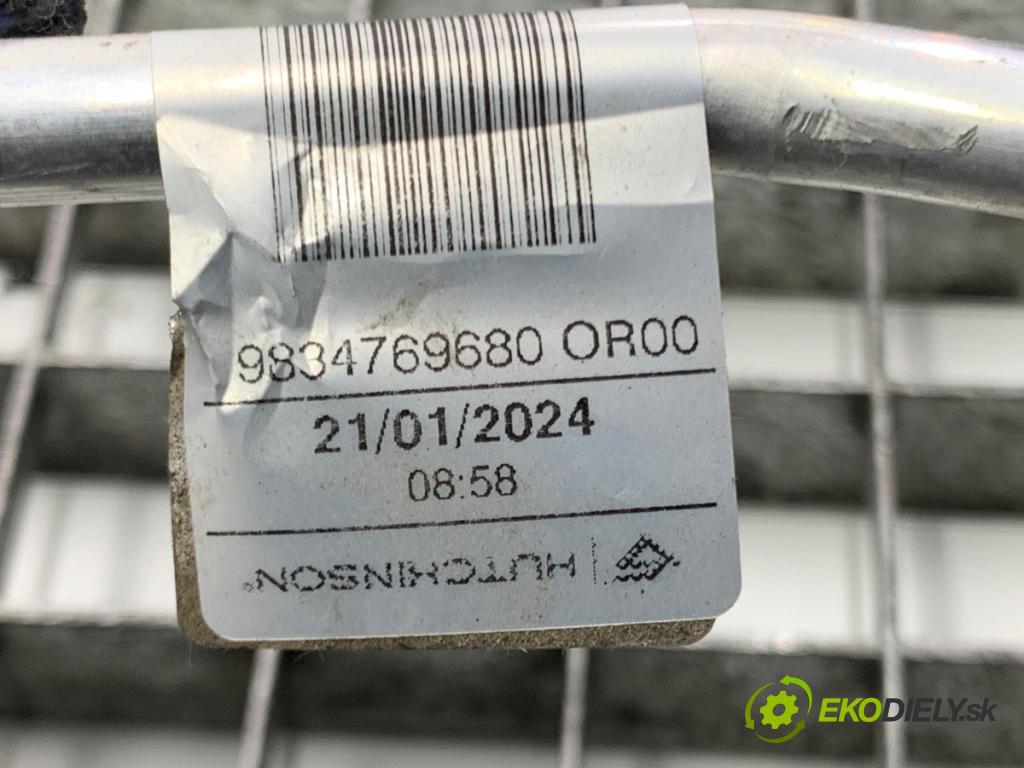 9834769680 OR00
21/01/2024
08:58
HUTCHINSON®
EKODIELY.sk